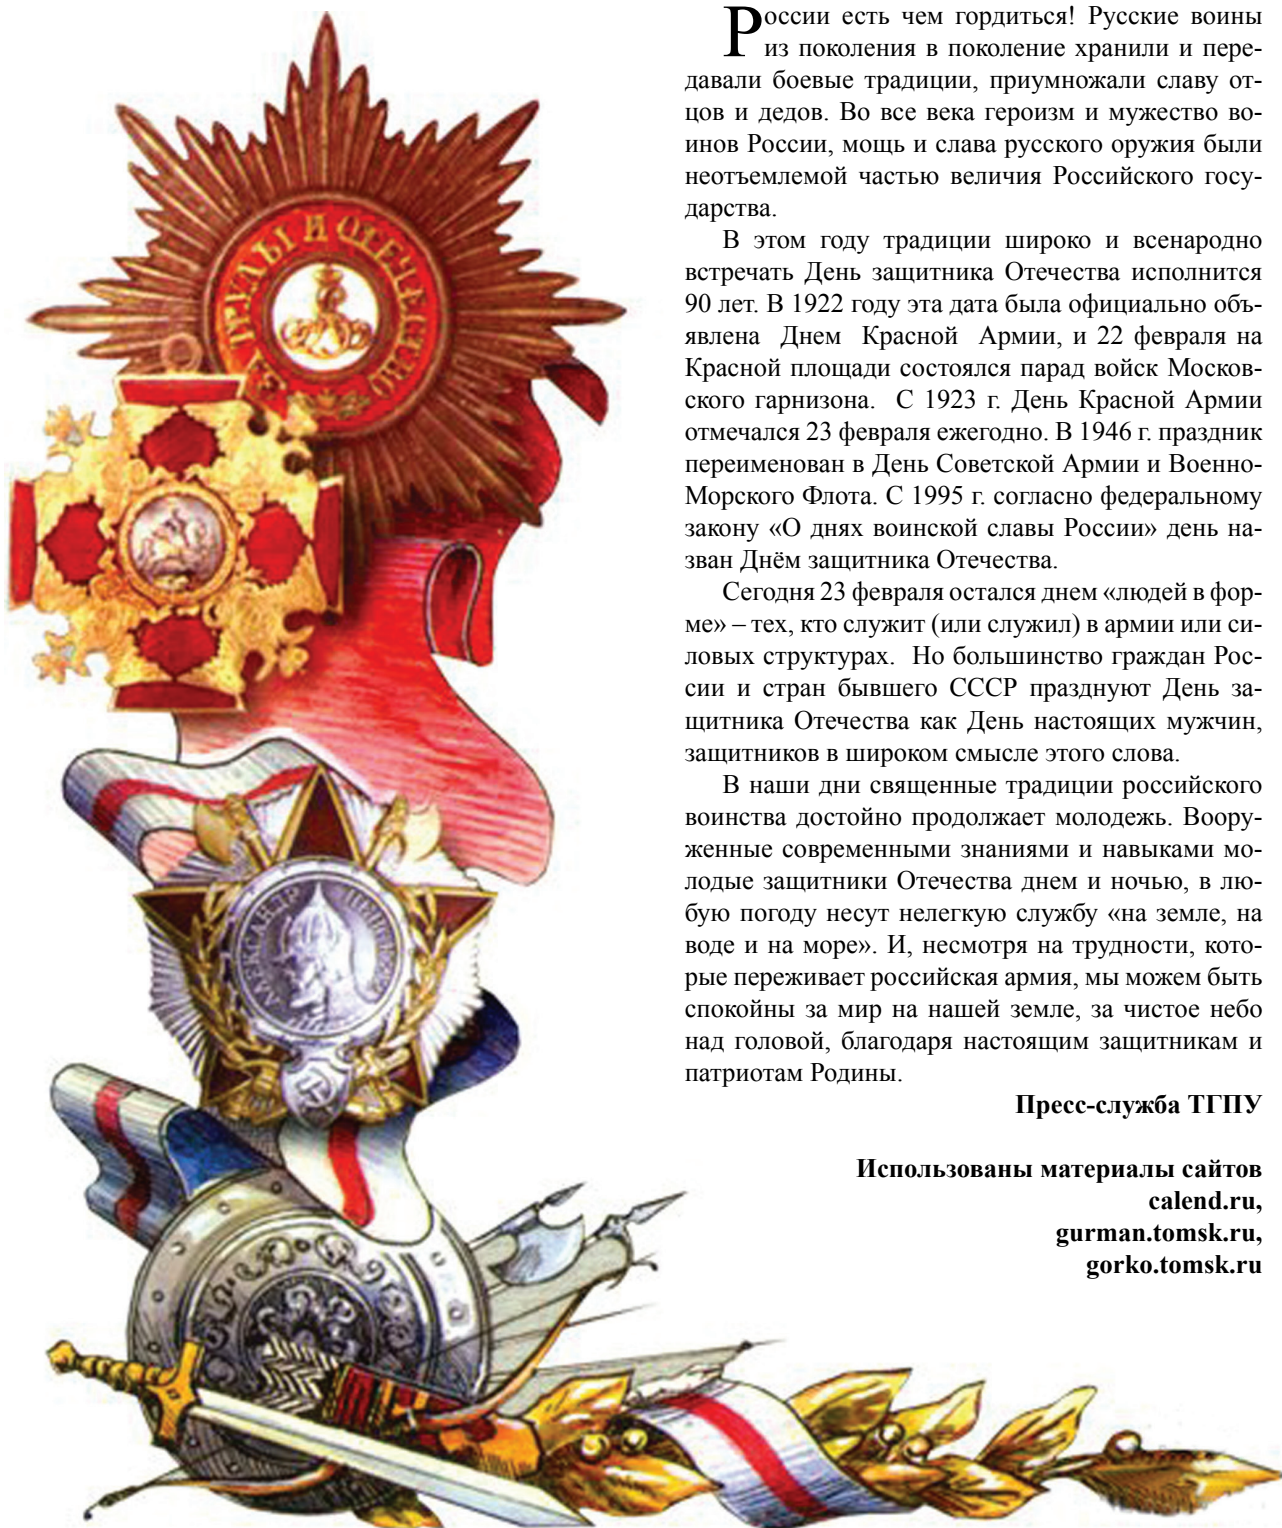 ЗА ТРУДЫ И ОТЕЧЕСТВО
АЛЕКСАНДР НЕВСКИЙ
России есть чем гордиться! Русские воины
из поколения в поколение хранили и пере-
давали боевые традиции, приумножали славу от-
цов и дедов. Во все века героизм и мужество во-
инов России, мощь и слава русского оружия были
неотъемлемой частью величия Российского госу-
дарства.
В этом году традиции широко и всенародно
встречать День защитника Отечества исполнится
90 лет. В 1922 году эта дата была официально объ-
явлена Днем Красной Армии, и 22 февраля на
Красной площади состоялся парад войск Москов-
ского гарнизона. С 1923 г. День Красной Армии
отмечался 23 февраля ежегодно. В 1946 г. праздник
переименован в День Советской Армии и Военно-
Морского Флота. С 1995 г. согласно федеральному
закону «О днях воинской славы России» день на-
зван Днём защитника Отечества.
Сегодня 23 февраля остался днем «людей в фор-
ме» – тех, кто служит (или служил) в армии или си-
ловых структурах. Но большинство граждан Рос-
сии и стран бывшего СССР празднуют День за-
щитника Отечества как День настоящих мужчин,
защитников в широком смысле этого слова.
В наши дни священные традиции российского
воинства достойно продолжает молодежь. Воору-
женные современными знаниями и навыками мо-
лодые защитники Отечества днем и ночью, в лю-
бую погоду несут нелегкую службу «на земле, на
воде и на море». И, несмотря на трудности, кото-
рые переживает российская армия, мы можем быть
спокойны за мир на нашей земле, за чистое небо
над головой, благодаря настоящим защитникам и
патриотам Родины.
Пресс-служба ТГПУ
Использованы материалы сайтов
calend.ru,
gurman.tomsk.ru,
gorko.tomsk.ru